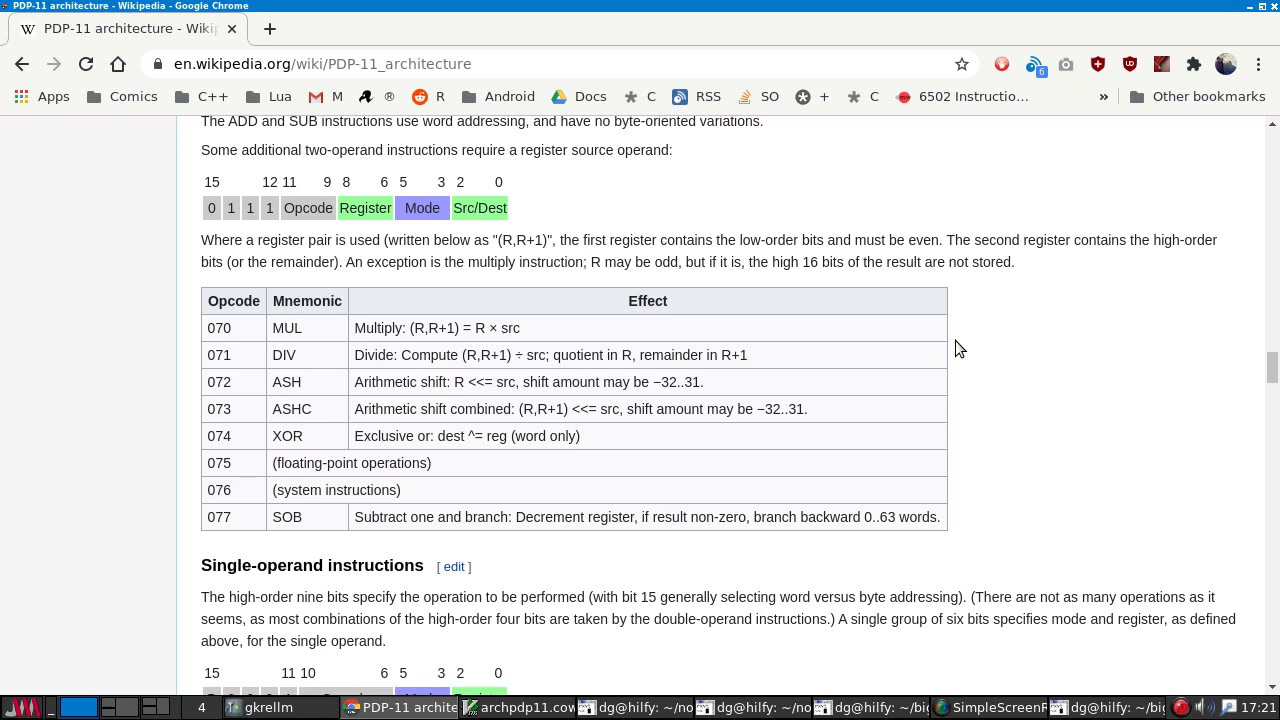 PDP-11 architecture - Wikipedia - Google Chrome
PDP-11 architecture - Wikip
en.wikipedia.org/wiki/PDP-11_architecture
6
Apps Comics C++ Lua M ® R Android Docs C RSS SO + C 6502 Instructio… » Other bookmarks
The ADD and SUB instructions use word addressing, and have no byte-oriented variations.
Some additional two-operand instructions require a register source operand:
15 12 11 9 8 6 5 3 2 0
0 1 1 1 Opcode Register Mode Src/Dest
Where a register pair is used (written below as "(R,R+1)", the first register contains the low-order bits and must be even. The second register contains the high-order
bits (or the remainder). An exception is the multiply instruction; R may be odd, but if it is, the high 16 bits of the result are not stored.
Opcode Mnemonic Effect
070 MUL Multiply: (R,R+1) = R × src
071 DIV Divide: Compute (R,R+1) ÷ src; quotient in R, remainder in R+1
072 ASH Arithmetic shift: R <<= src, shift amount may be −32..31.
073 ASHC Arithmetic shift combined: (R,R+1) <<= src, shift amount may be −32..31.
074 XOR Exclusive or: dest ^= reg (word only)
075 (floating-point operations)
076 (system instructions)
077 SOB Subtract one and branch: Decrement register, if result non-zero, branch backward 0..63 words.
Single-operand instructions [ edit ]
The high-order nine bits specify the operation to be performed (with bit 15 generally selecting word versus byte addressing). (There are not as many operations as it
seems, as most combinations of the high-order four bits are taken by the double-operand instructions.) A single group of six bits specifies mode and register, as defined
above, for the single operand.
15 11 10 6 5 3 2 0
4 gkrellm PDP-11 archite archpdp11.cow dg@hilfy: ~/no dg@hilfy: ~/no dg@hilfy: ~/big SimpleScreenR dg@hilfy: ~/big 17:21